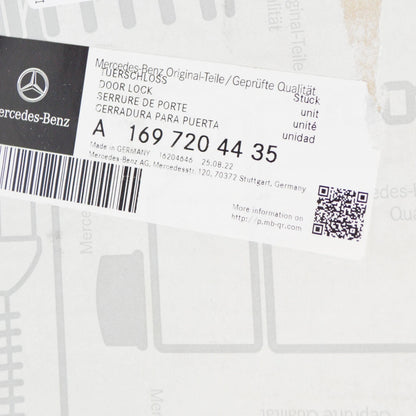 Mercedes-Benz Original-Teile/Geprüfte Qualität
TUERSCHLOSS
DOOR LOCK
SERRURE DE PORTE
CERRADURA PARA PUERTA
Stück
unit
unité
unidad
A 169 720 44 35
Made in GERMANY 16204646 25.08.22
Mercedes-Benz AG, Mercedesstr. 120, 70372 Stuttgart, Germany
More information on
http://p.mb-qr.com
ercedes-Benz